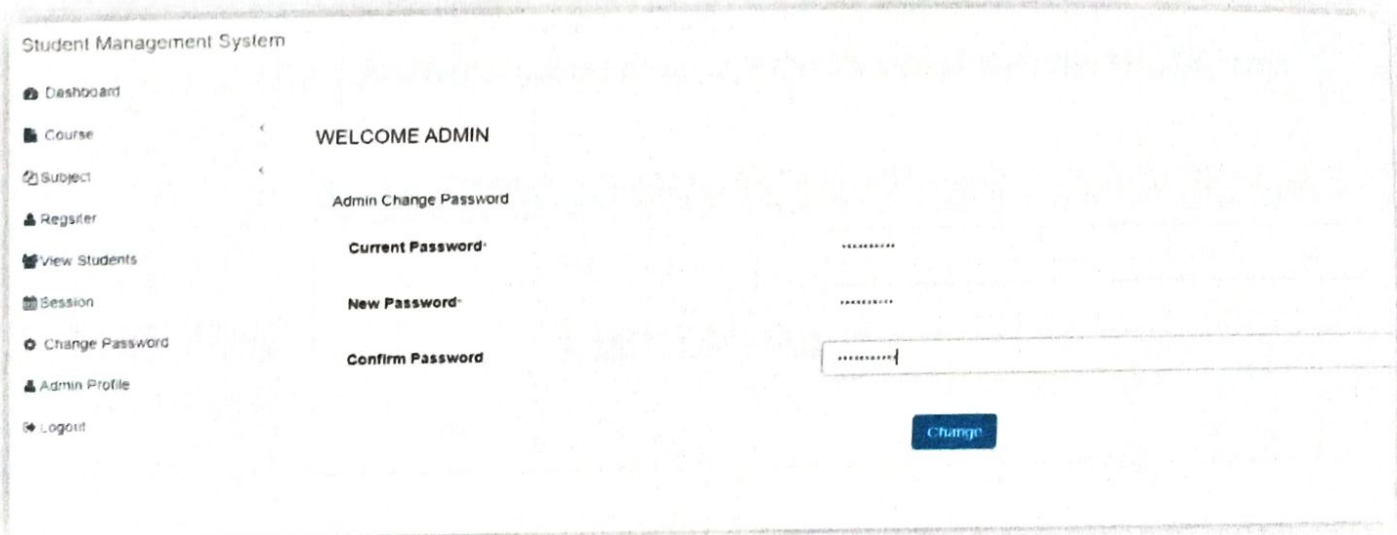 Student Management System
Dashboard
Course
WELCOME ADMIN
Subject
Admin Change Password
Regsiter
Current Password*
View Students
New Password*
Session
Change Password
Confirm Password
Admin Profile
Logout
Change